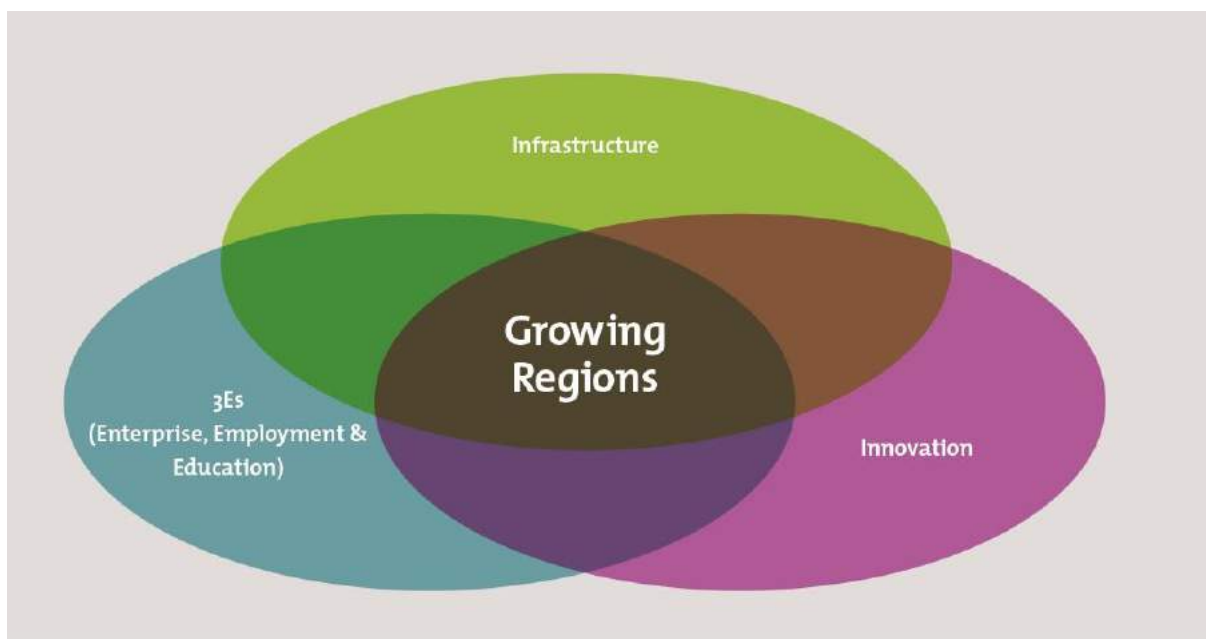 Infrastructure
Growing
Regions
3Es
(Enterprise, Employment &
Education)
Innovation